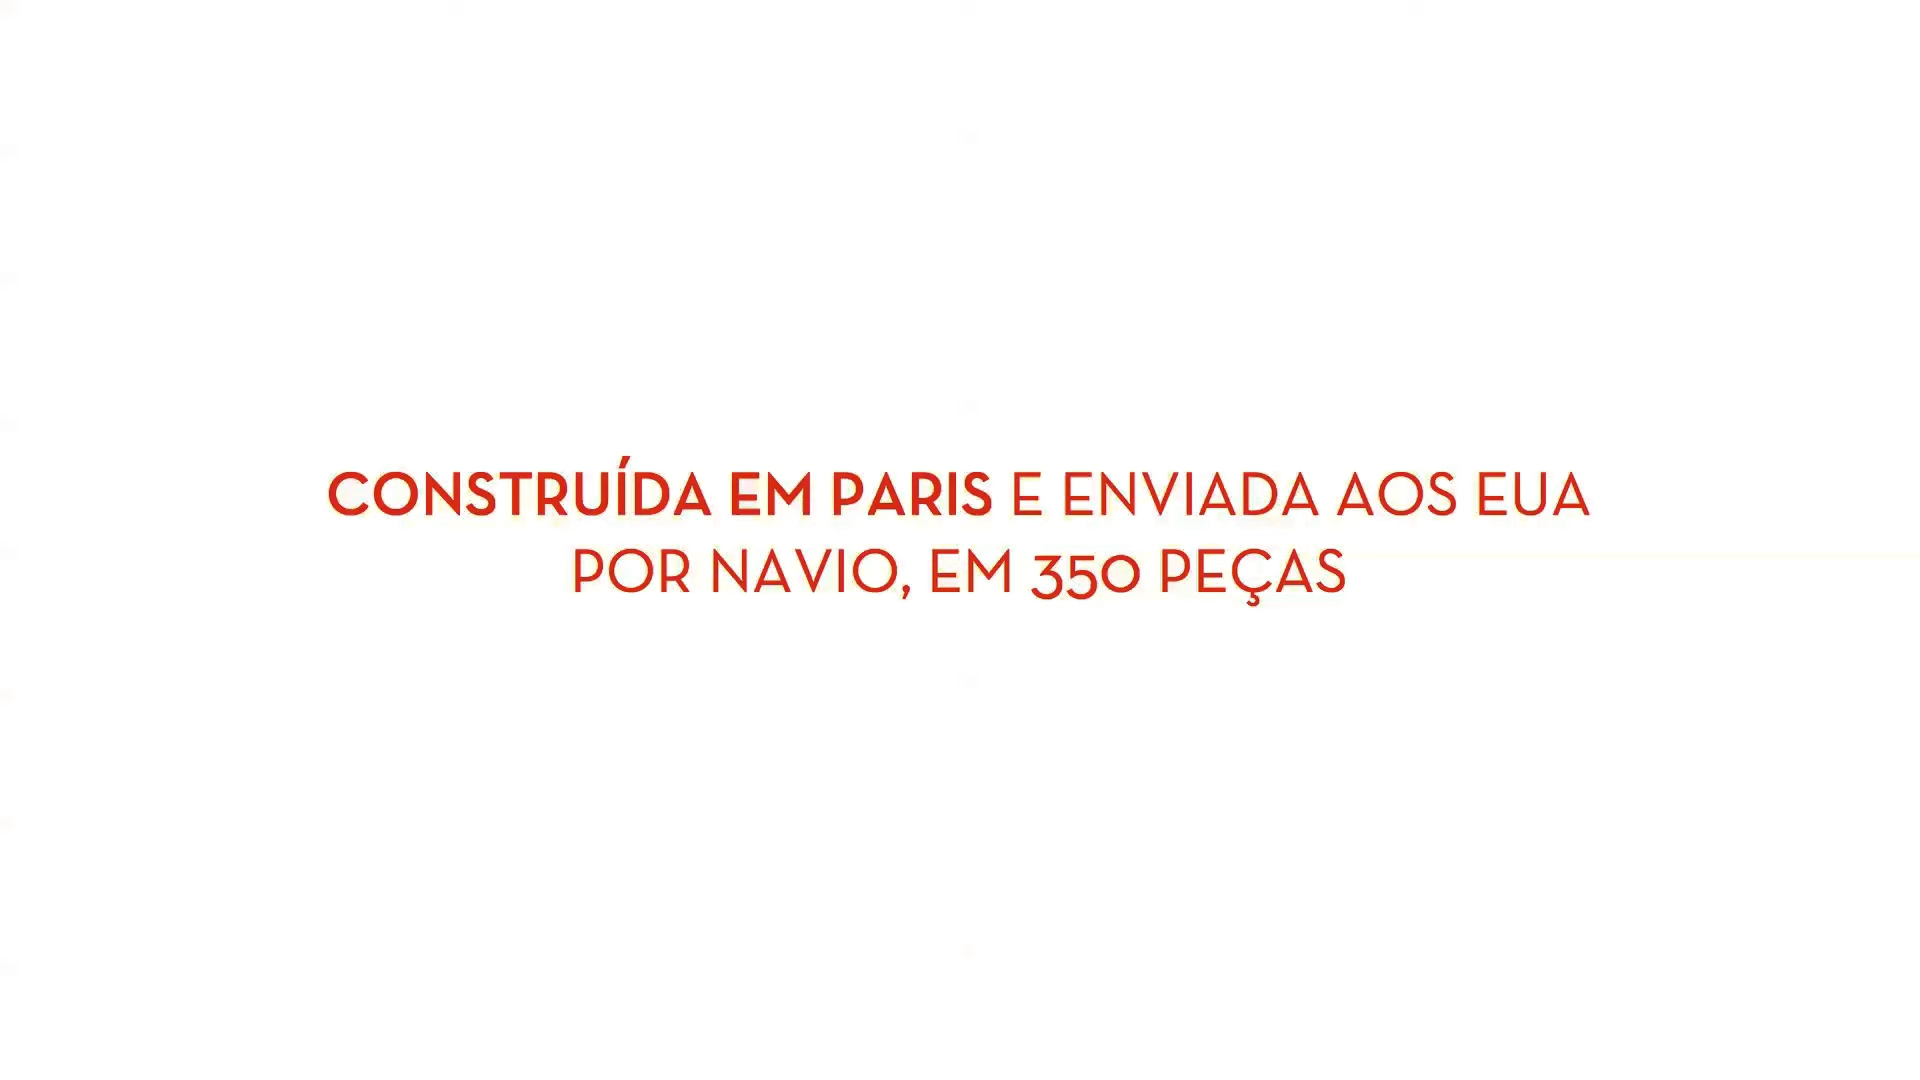 CONSTRUÍDA EM PARIS E ENVIADA AOS EUA
POR NAVIO, EM 350 PEÇAS